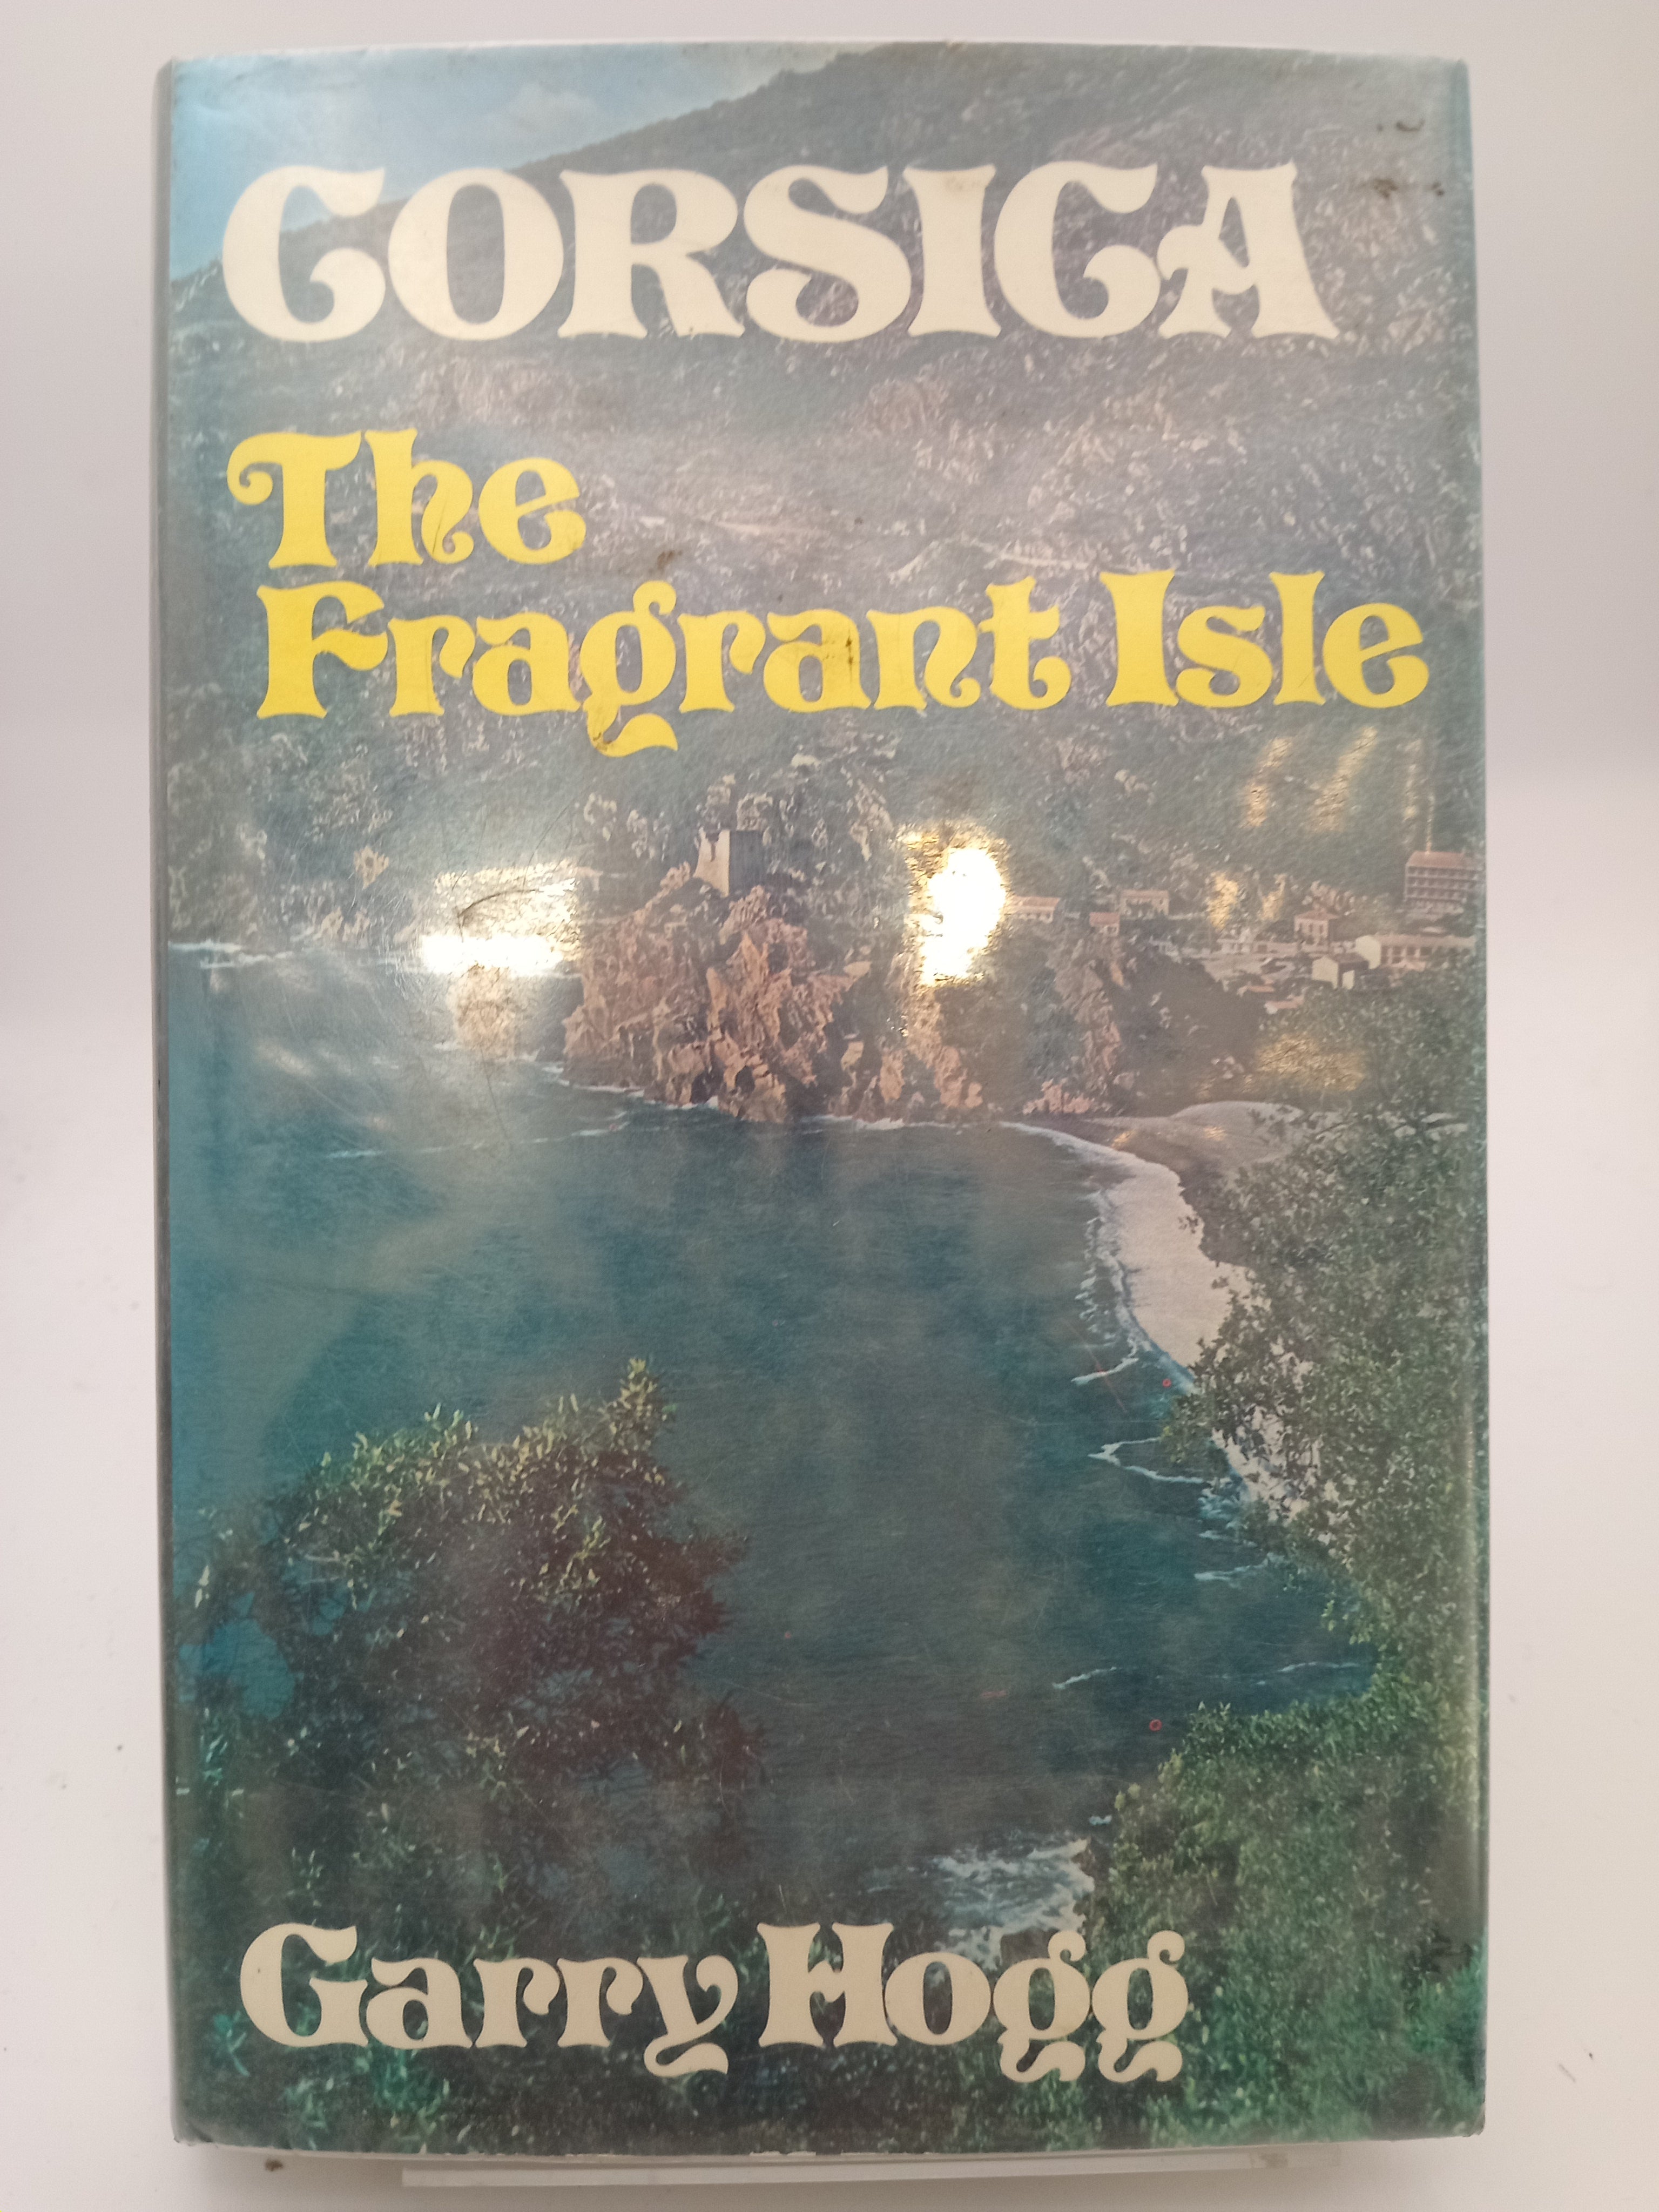 CORSICA
The
Fragrant Isle
Garry Hogg